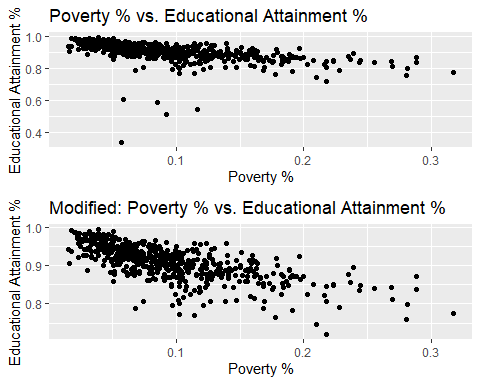 Poverty % vs. Educational Attainment %
Educational Attainment %
1.0
0.8
0.6
0.4
0.1
0.2
0.3
Poverty %
Modified: Poverty % vs. Educational Attainment %
Educational Attainment %
1.0
0.9
0.8
0.1
0.2
0.3
Poverty %